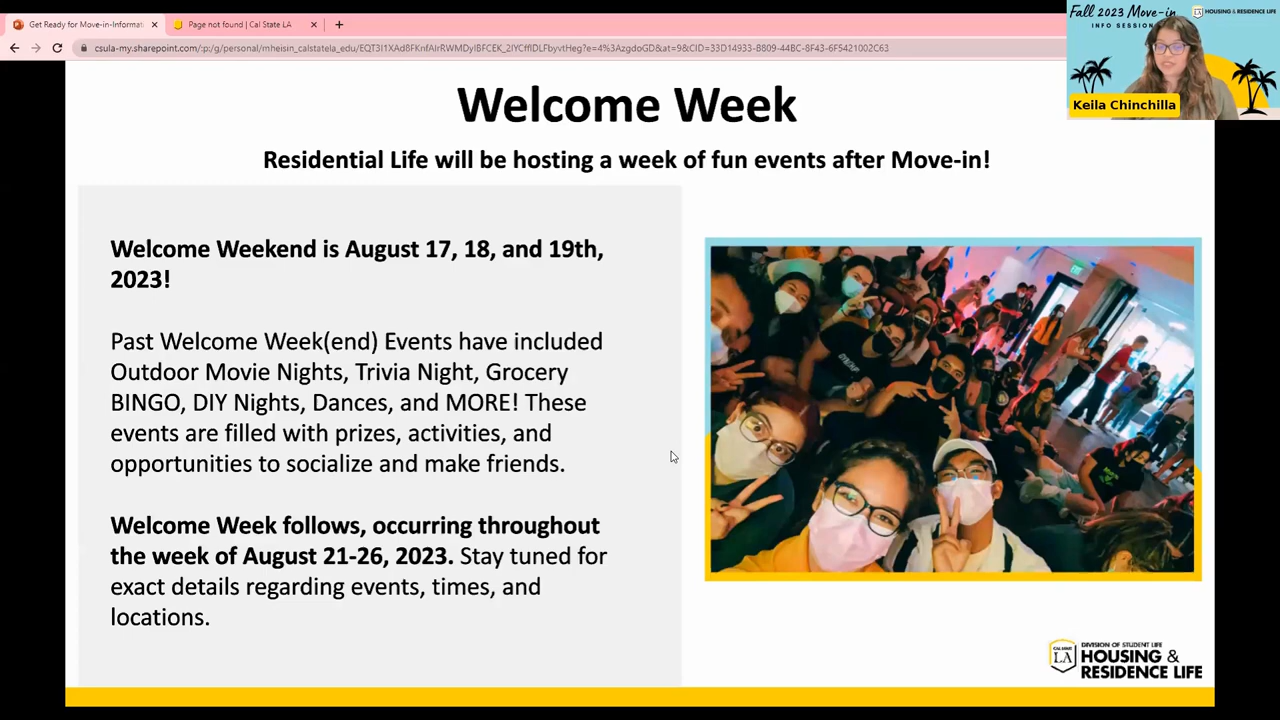 Get Ready for Move-in-Informat
Page not found | Cal State LA
Fall 2023 Move-in
INFO SESSION
HOUSING & RESIDENCE LIFE
Keila Chinchilla
Welcome Week
Residential Life will be hosting a week of fun events after Move-in!
Welcome Weekend is August 17, 18, and 19th,
2023!
Past Welcome Week(end) Events have included
Outdoor Movie Nights, Trivia Night, Grocery
BINGO, DIY Nights, Dances, and MORE! These
events are filled with prizes, activities, and
opportunities to socialize and make friends.
Welcome Week follows, occurring throughout
the week of August 21-26, 2023. Stay tuned for
exact details regarding events, times, and
locations.
CAL STATE
LA
DIVISION OF STUDENT LIFE
HOUSING &
RESIDENCE LIFE